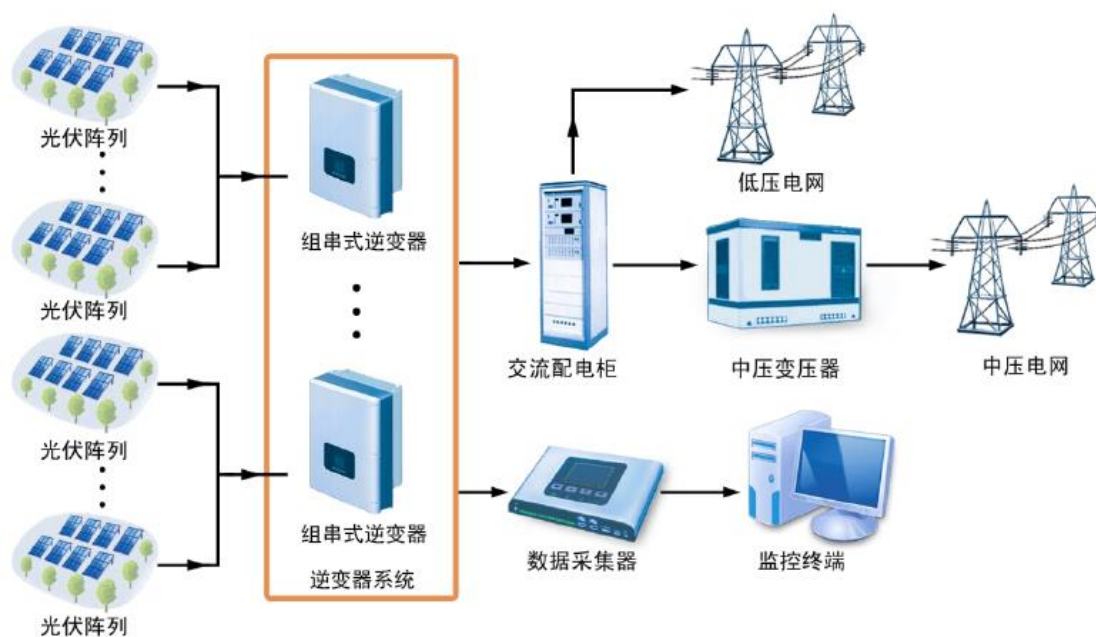 光伏阵列
光伏阵列
光伏阵列
光伏阵列
组串式逆变器
组串式逆变器
逆变器系统
低压电网
交流配电柜
中压变压器
中压电网
数据采集器
监控终端